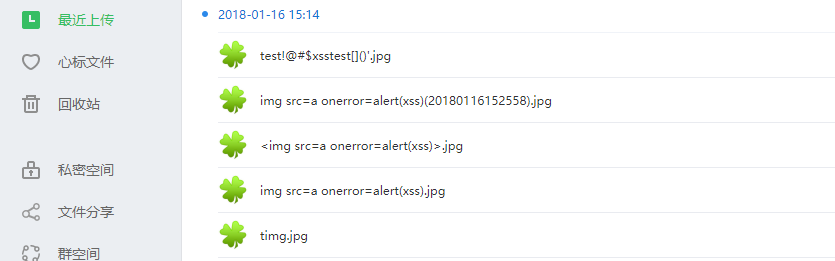 最近上传
心标文件
回收站
私密空间
文件分享
群空间
2018-01-16 15:14
test!@#$xsstest[]()'.jpg
img src=a onerror=alert(xss)(20180116152558).jpg
<img src=a onerror=alert(xss)>.jpg
img src=a onerror=alert(xss).jpg
timg.jpg